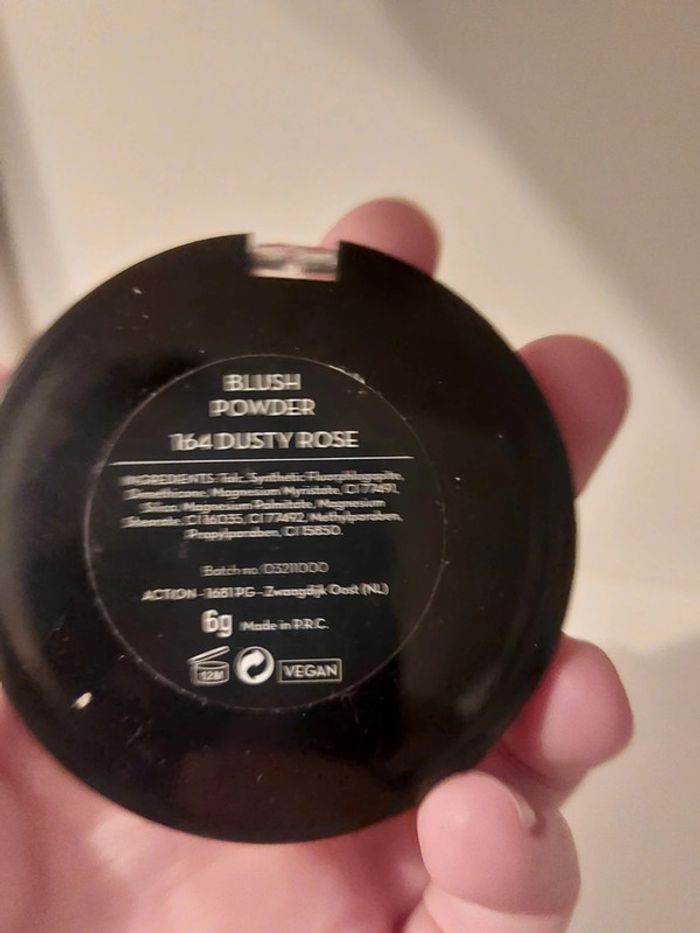 BLUSH
POWDER
164 DUSTY ROSE
INGREDIENTS: Talc, Synthetic Fluorphlogopite,
Dimethicone, Magnesium Myristate, CI 77491,
Silica, Magnesium Palmitate, Magnesium
Stearate, CI 16035, CI 77492, Methylparaben,
Propylparaben, CI 15850.
Batch no. 03211000
ACTION - 1681 PG - Zwaagdijk Oost (NL)
6g Made in P.R.C.
12M VEGAN